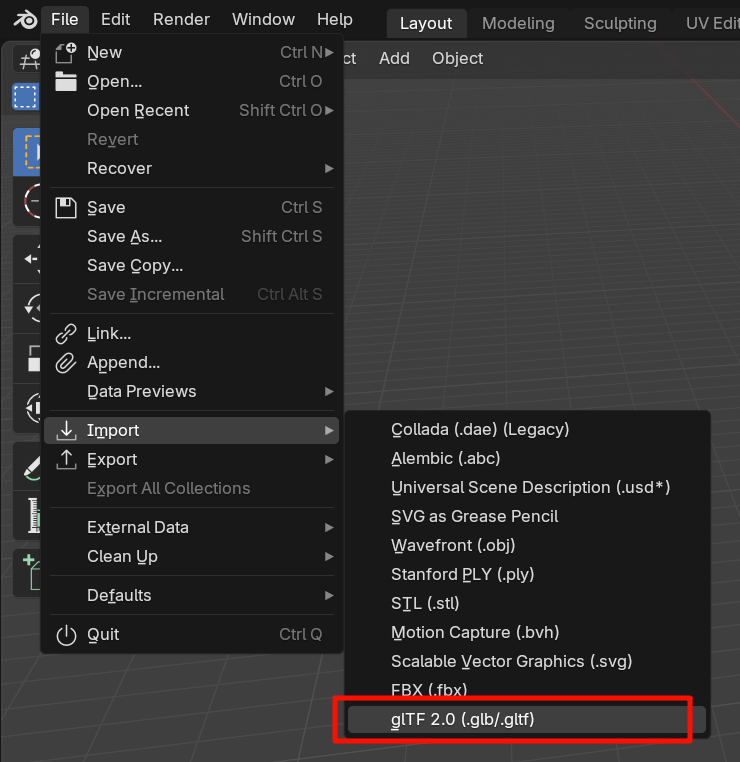 File Edit Render Window Help Layout Modeling Sculpting UV Edit
ct Add Object
New Ctrl N
Open... Ctrl O
Open Recent Shift Ctrl O
Revert
Recover
Save Ctrl S
Save As... Shift Ctrl S
Save Copy...
Save Incremental Ctrl Alt S
Link...
Append...
Data Previews
Import
Export
Export All Collections
External Data
Clean Up
Defaults
Quit Ctrl Q
Collada (.dae) (Legacy)
Alembic (.abc)
Universal Scene Description (.usd*)
SVG as Grease Pencil
Wavefront (.obj)
Stanford PLY (.ply)
STL (.stl)
Motion Capture (.bvh)
Scalable Vector Graphics (.svg)
FBX (.fbx)
glTF 2.0 (.glb/.gltf)